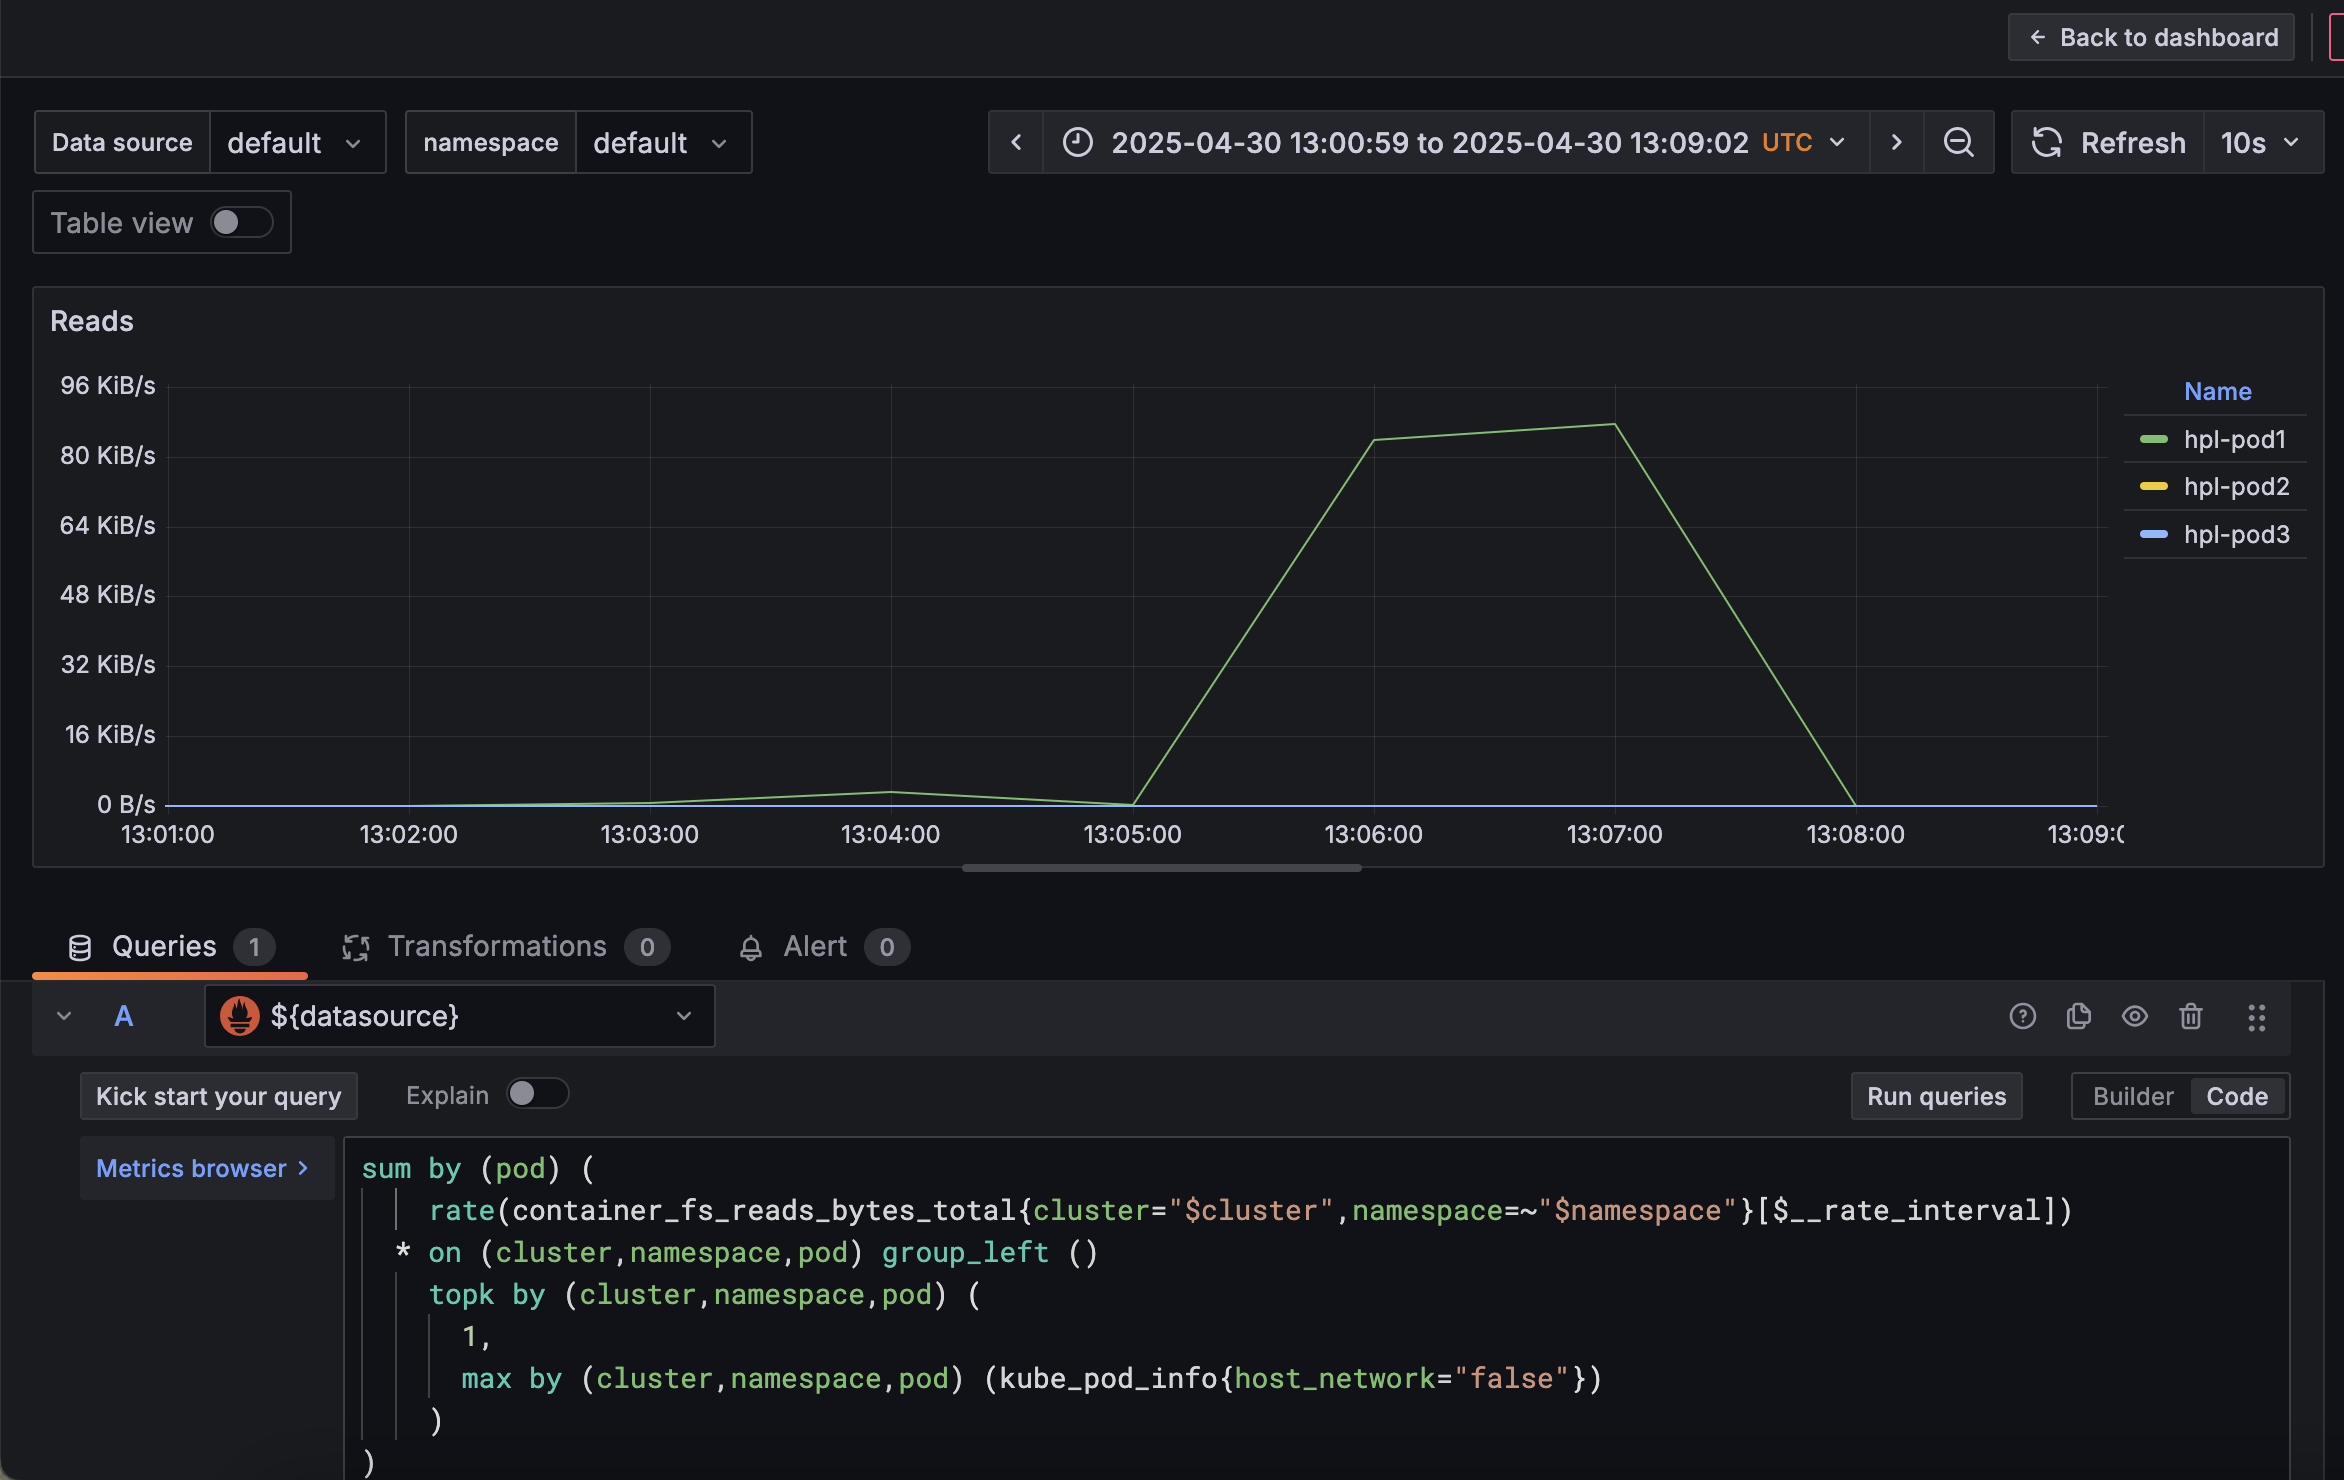 ← Back to dashboard
Data source default namespace default 2025-04-30 13:00:59 to 2025-04-30 13:09:02 UTC Refresh 10s
Table view
Reads
96 KiB/s
80 KiB/s
64 KiB/s
48 KiB/s
32 KiB/s
16 KiB/s
0 B/s
13:01:00 13:02:00 13:03:00 13:04:00 13:05:00 13:06:00 13:07:00 13:08:00 13:09:0
Name
hpl-pod1
hpl-pod2
hpl-pod3
Queries 1 Transformations 0 Alert 0
A ${datasource}
Kick start your query Explain Run queries Builder Code
Metrics browser >
sum by (pod) (
rate(container_fs_reads_bytes_total{cluster="$cluster",namespace=~"$namespace"}[$__rate_interval])
* on (cluster,namespace,pod) group_left ()
topk by (cluster,namespace,pod) (
1,
max by (cluster,namespace,pod) (kube_pod_info{host_network="false"})
)
)